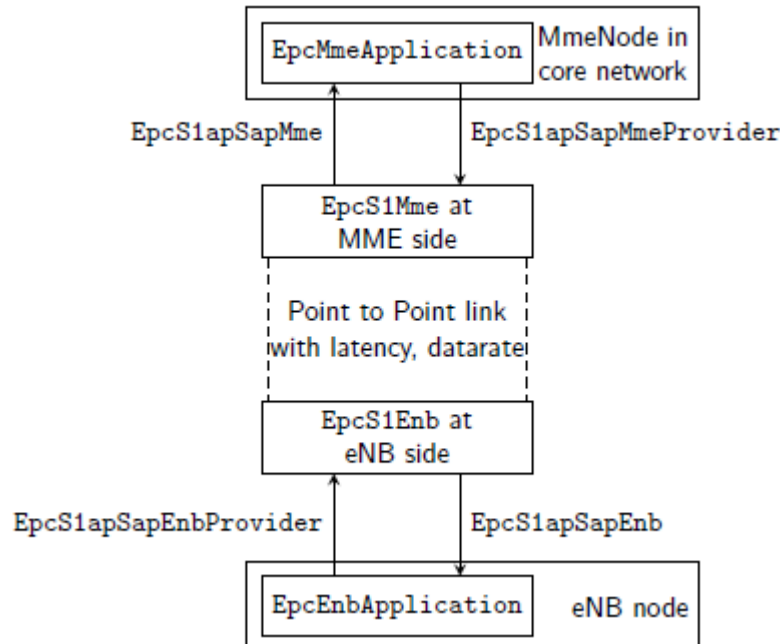 EpcMmeApplication
MmeNode in
core network
EpcS1apSapMme
EpcS1apSapMmeProvider
EpcS1Mme at
MME side
Point to Point link
with latency, datarate
EpcS1Enb at
eNB side
EpcS1apSapEnbProvider
EpcS1apSapEnb
EpcEnbApplication
eNB node